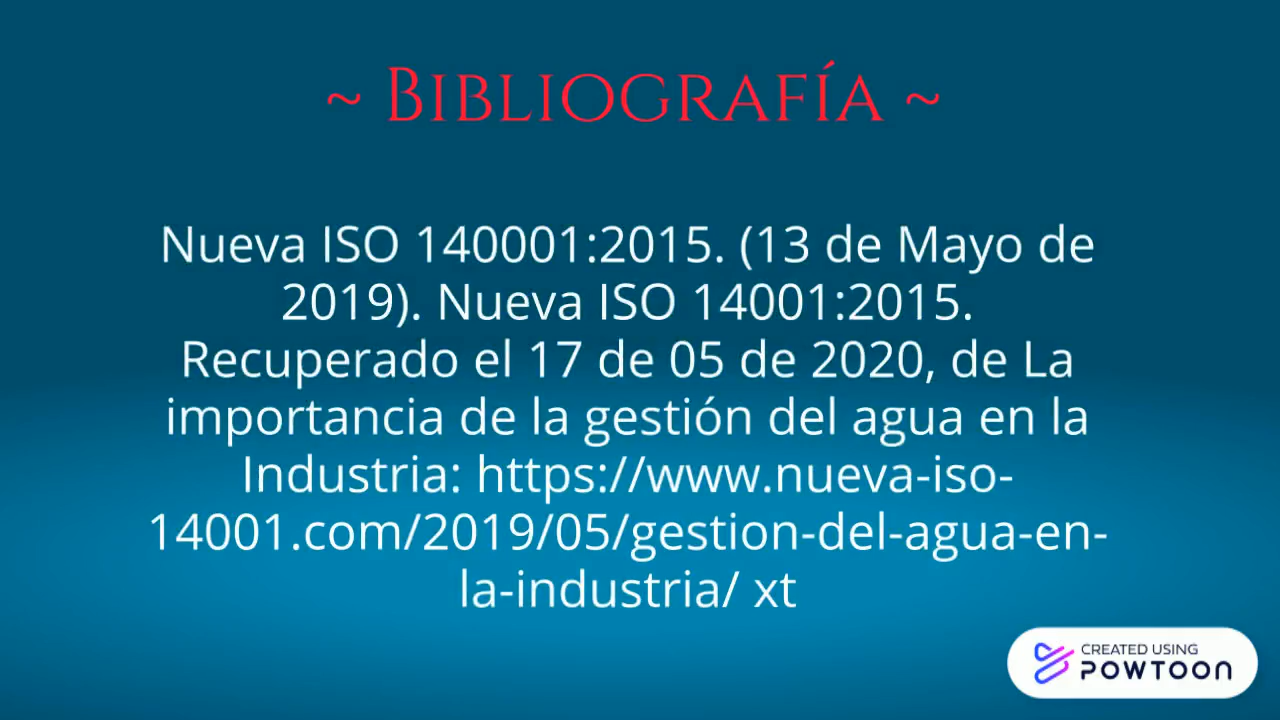 ~ Bibliografía ~
Nueva ISO 140001:2015. (13 de Mayo de
2019). Nueva ISO 14001:2015.
Recuperado el 17 de 05 de 2020, de La
importancia de la gestión del agua en la
Industria: https://www.nueva-iso-
14001.com/2019/05/gestion-del-agua-en-
la-industria/ xt
CREATED USING
POWTOON